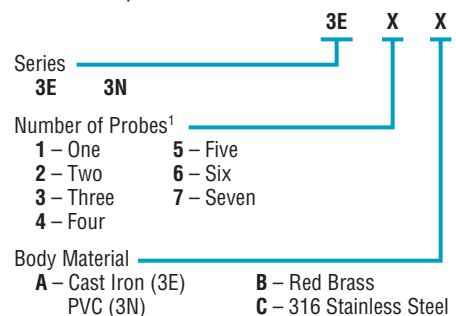 3E X X
Series
3E 3N
Number of Probes¹
1 – One 5 – Five
2 – Two 6 – Six
3 – Three 7 – Seven
4 – Four
Body Material
A – Cast Iron (3E) B – Red Brass
PVC (3N) C – 316 Stainless Steel